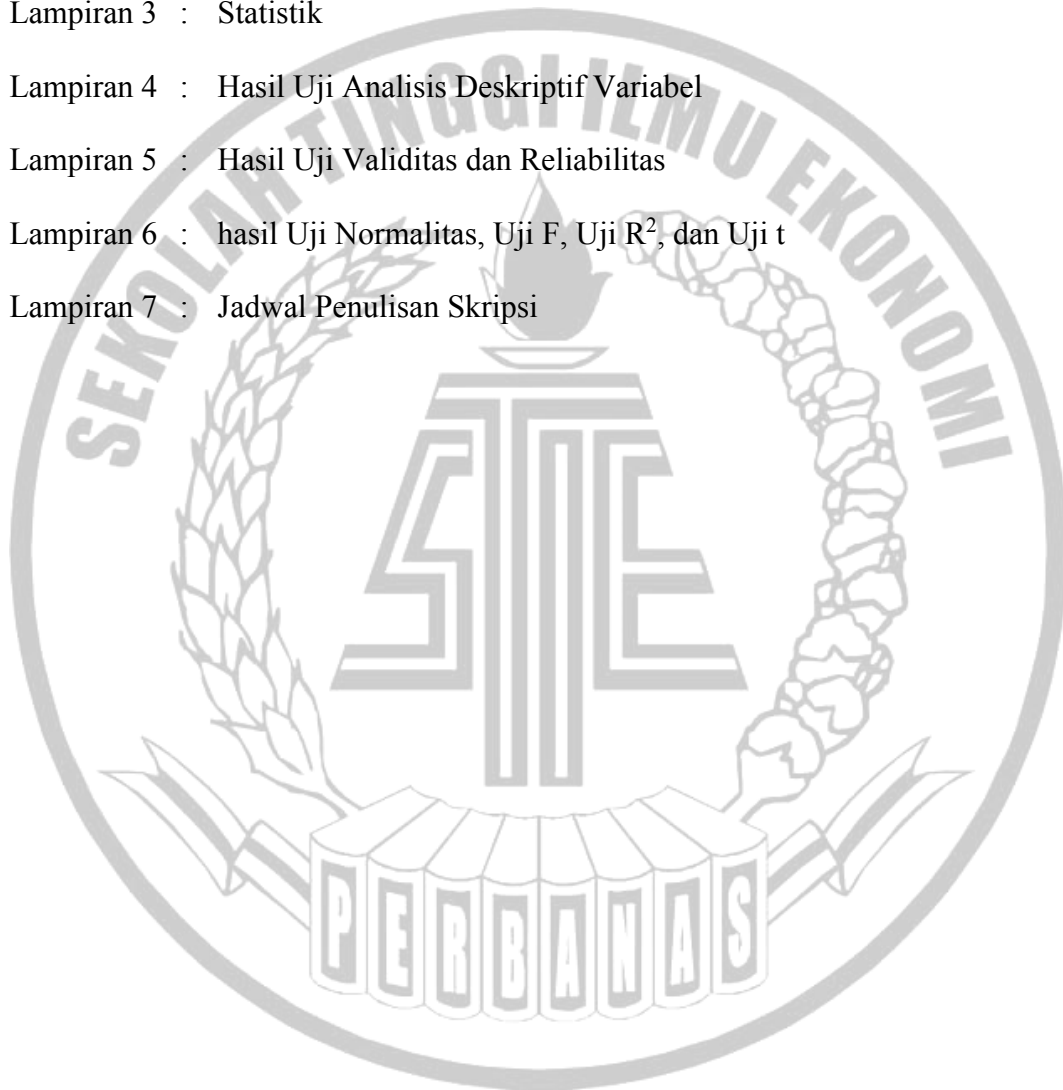 Lampiran 3 : Statistik
Lampiran 4 : Hasil Uji Analisis Deskriptif Variabel
Lampiran 5 : Hasil Uji Validitas dan Reliabilitas
Lampiran 6 : hasil Uji Normalitas, Uji F, Uji R², dan Uji t
Lampiran 7 : Jadwal Penulisan Skripsi
SEKOLAH TINGGI ILMU EKONOMI
STIE
PERBANAS